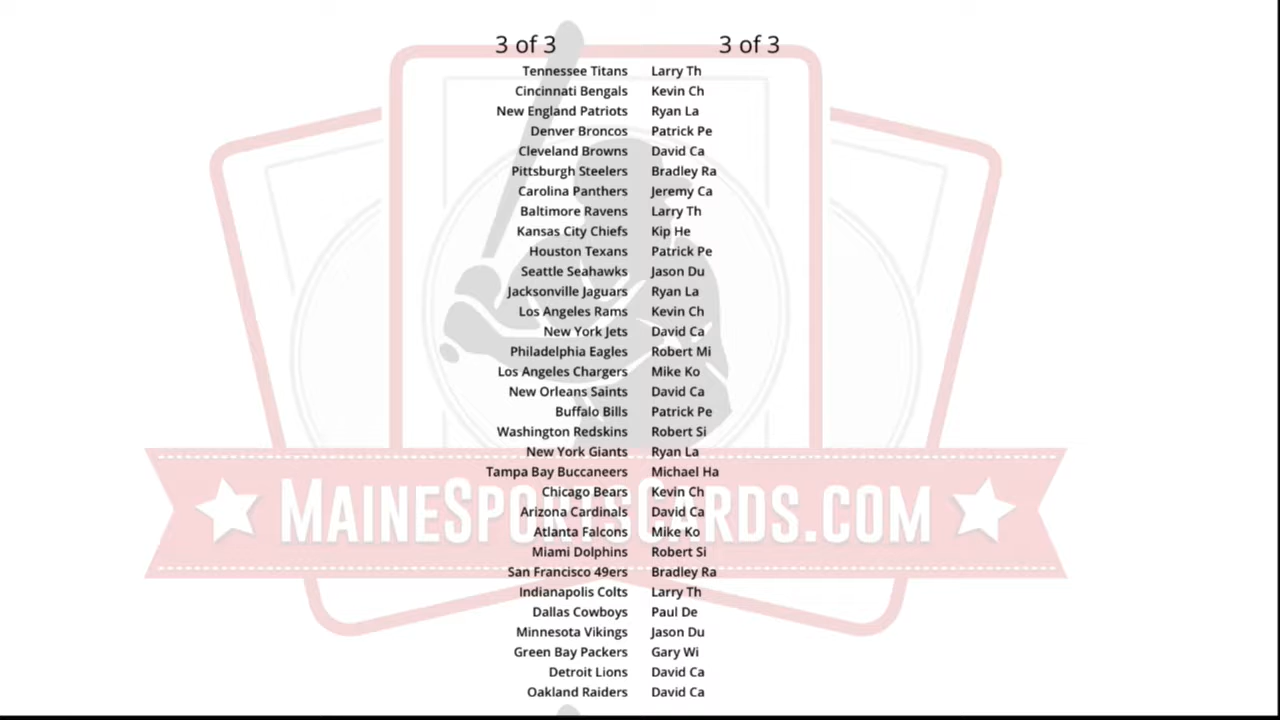 3 of 3 3 of 3
Tennessee Titans Larry Th
Cincinnati Bengals Kevin Ch
New England Patriots Ryan La
Denver Broncos Patrick Pe
Cleveland Browns David Ca
Pittsburgh Steelers Bradley Ra
Carolina Panthers Jeremy Ca
Baltimore Ravens Larry Th
Kansas City Chiefs Kip He
Houston Texans Patrick Pe
Seattle Seahawks Jason Du
Jacksonville Jaguars Ryan La
Los Angeles Rams Kevin Ch
New York Jets David Ca
Philadelphia Eagles Robert Mi
Los Angeles Chargers Mike Ko
New Orleans Saints David Ca
Buffalo Bills Patrick Pe
Washington Redskins Robert Si
New York Giants Ryan La
Tampa Bay Buccaneers Michael Ha
Chicago Bears Kevin Ch
MAINESPORTSCARDS.COM
Arizona Cardinals David Ca
Atlanta Falcons Mike Ko
Miami Dolphins Robert Si
San Francisco 49ers Bradley Ra
Indianapolis Colts Larry Th
Dallas Cowboys Paul De
Minnesota Vikings Jason Du
Green Bay Packers Gary Wi
Detroit Lions David Ca
Oakland Raiders David Ca